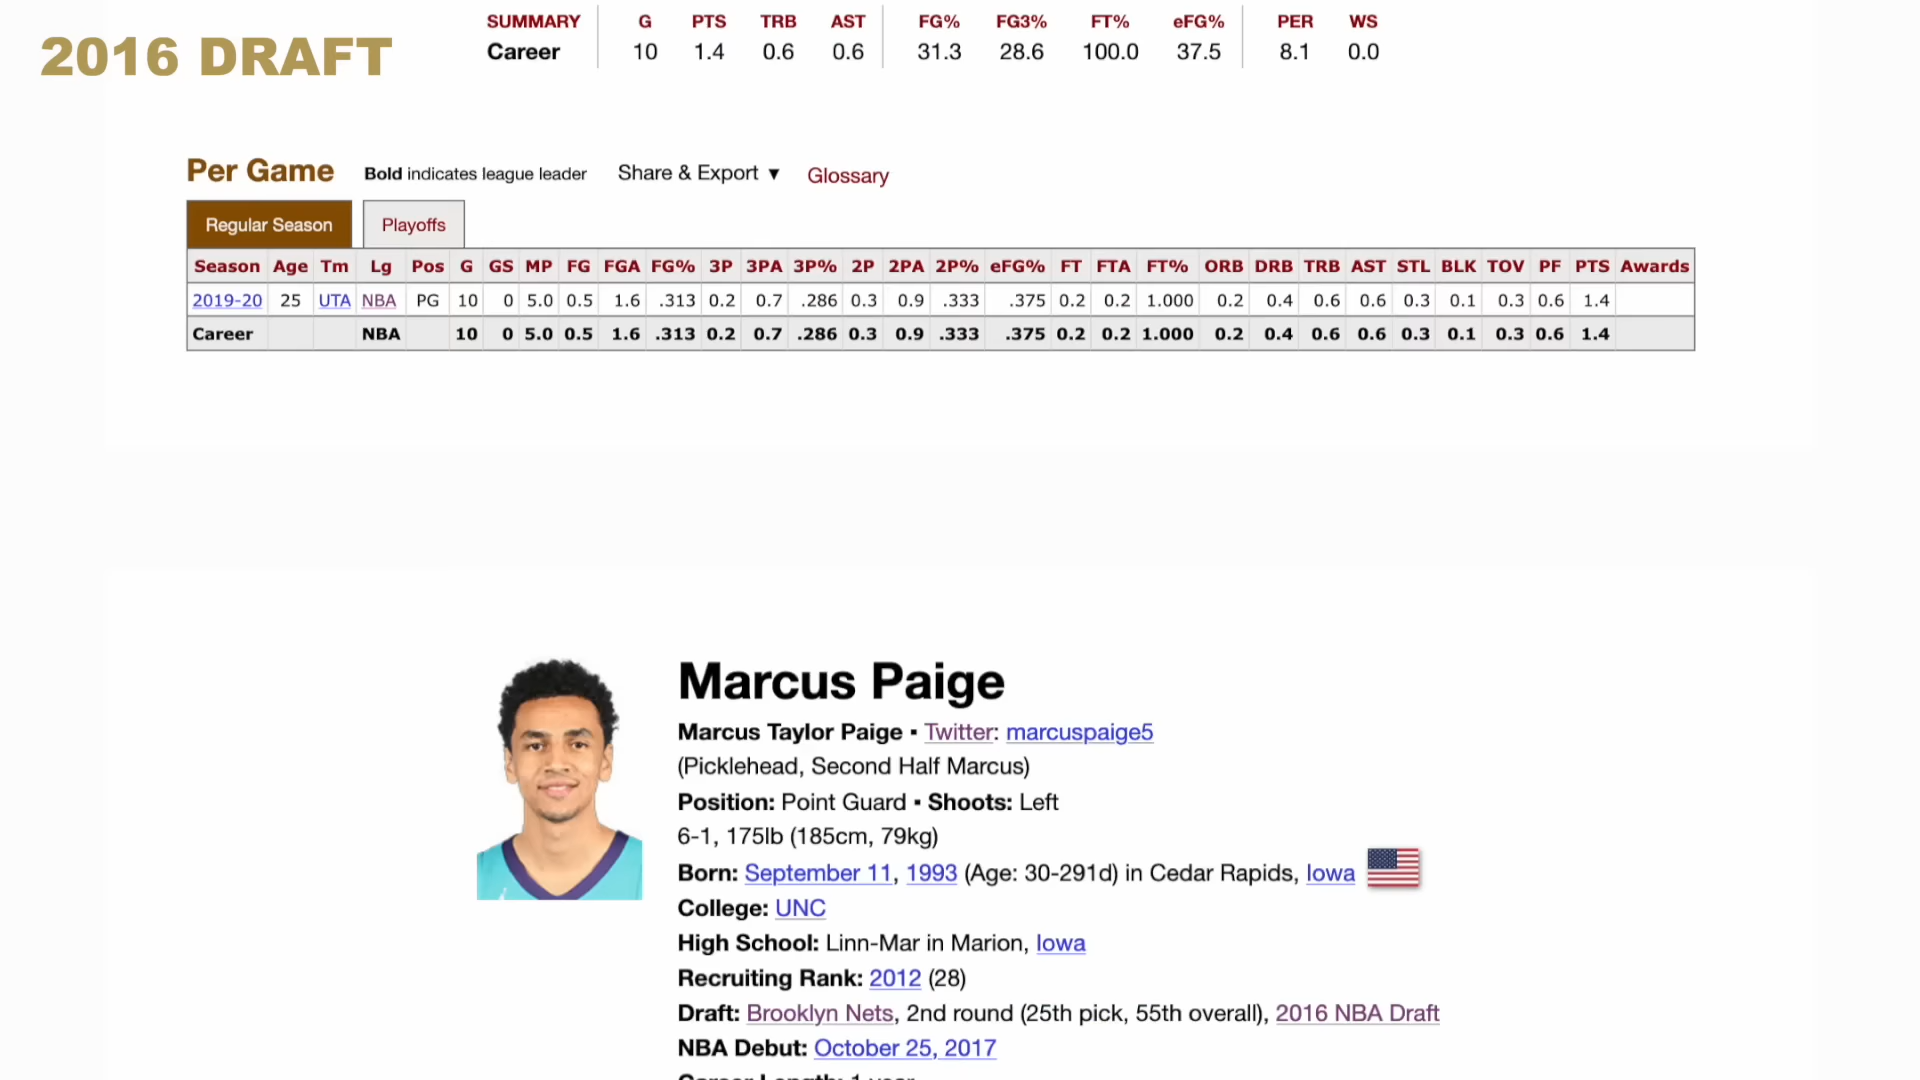 2016 DRAFT
SUMMARY G PTS TRB AST FG% FG3% FT% eFG% PER WS
Career 10 1.4 0.6 0.6 31.3 28.6 100.0 37.5 8.1 0.0
Per Game Bold indicates league leader Share & Export ▼ Glossary
Regular Season Playoffs
Season Age Tm Lg Pos G GS MP FG FGA FG% 3P 3PA 3P% 2P 2PA 2P% eFG% FT FTA FT% ORB DRB TRB AST STL BLK TOV PF PTS Awards
2019-20 25 UTA NBA PG 10 0 5.0 0.5 1.6 .313 0.2 0.7 .286 0.3 0.9 .333 .375 0.2 0.2 1.000 0.2 0.4 0.6 0.6 0.3 0.1 0.3 0.6 1.4
Career NBA 10 0 5.0 0.5 1.6 .313 0.2 0.7 .286 0.3 0.9 .333 .375 0.2 0.2 1.000 0.2 0.4 0.6 0.6 0.3 0.1 0.3 0.6 1.4
Marcus Paige
Marcus Taylor Paige ▪ Twitter: marcuspaige5
(Picklehead, Second Half Marcus)
Position: Point Guard ▪ Shoots: Left
6-1, 175lb (185cm, 79kg)
Born: September 11, 1993 (Age: 30-291d) in Cedar Rapids, Iowa
College: UNC
High School: Linn-Mar in Marion, Iowa
Recruiting Rank: 2012 (28)
Draft: Brooklyn Nets, 2nd round (25th pick, 55th overall), 2016 NBA Draft
NBA Debut: October 25, 2017
Career Length: 1 year